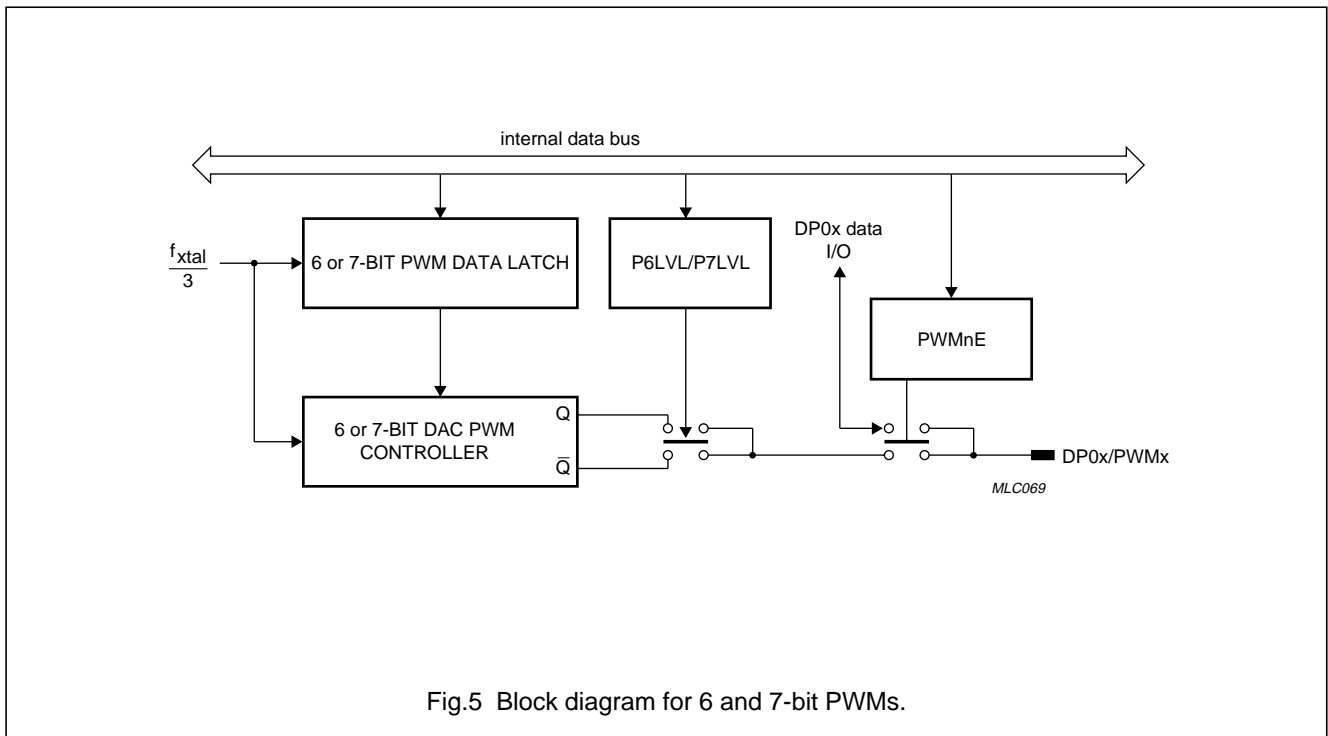 internal data bus
f xtal
3
6 or 7-BIT PWM DATA LATCH
P6LVL/P7LVL
DP0x data
I/O
PWMnE
6 or 7-BIT DAC PWM
CONTROLLER
Q
Q̅
DP0x/PWMx
MLC069
Fig.5 Block diagram for 6 and 7-bit PWMs.